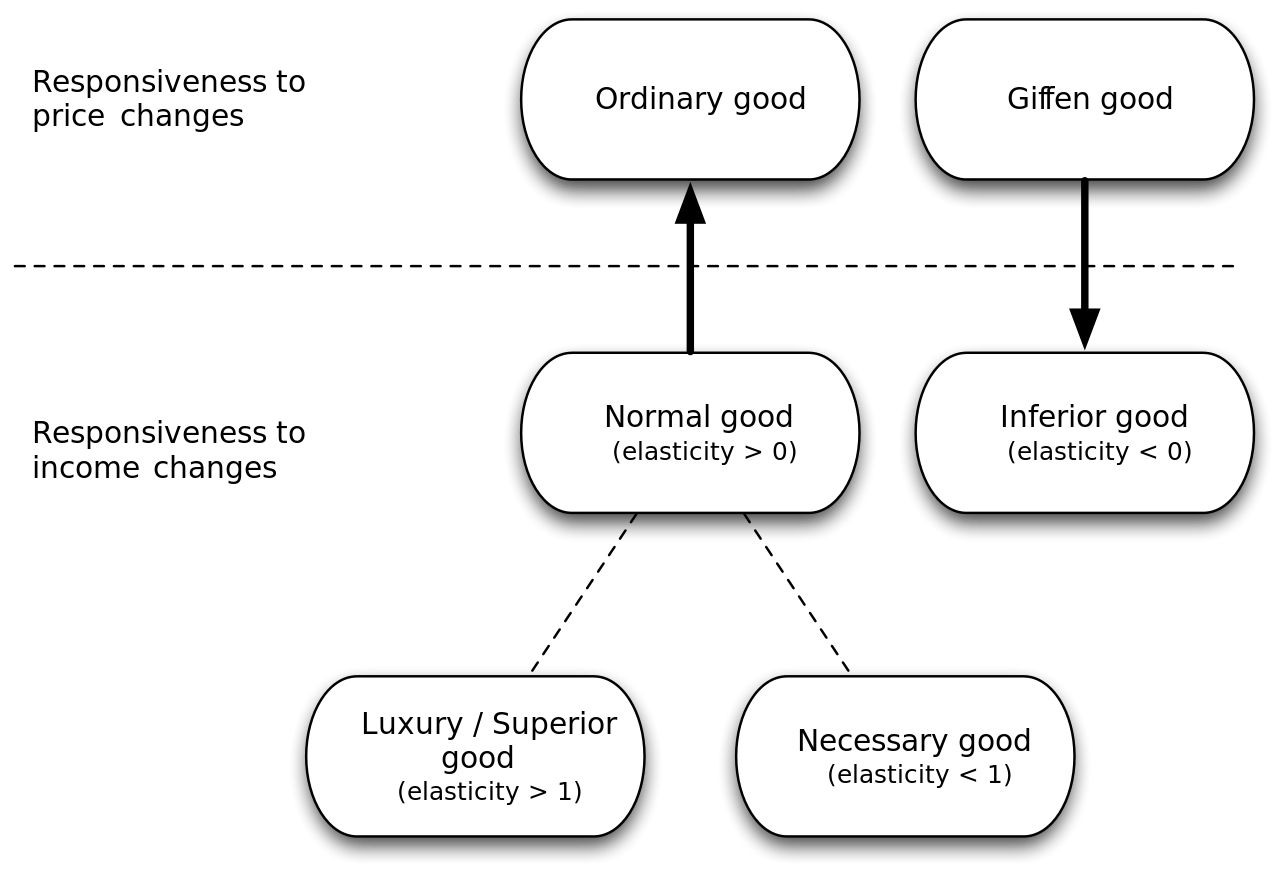 Responsiveness to
price changes
Ordinary good
Giffen good
Responsiveness to
income changes
Normal good
(elasticity > 0)
Inferior good
(elasticity < 0)
Luxury / Superior
good
(elasticity > 1)
Necessary good
(elasticity < 1)